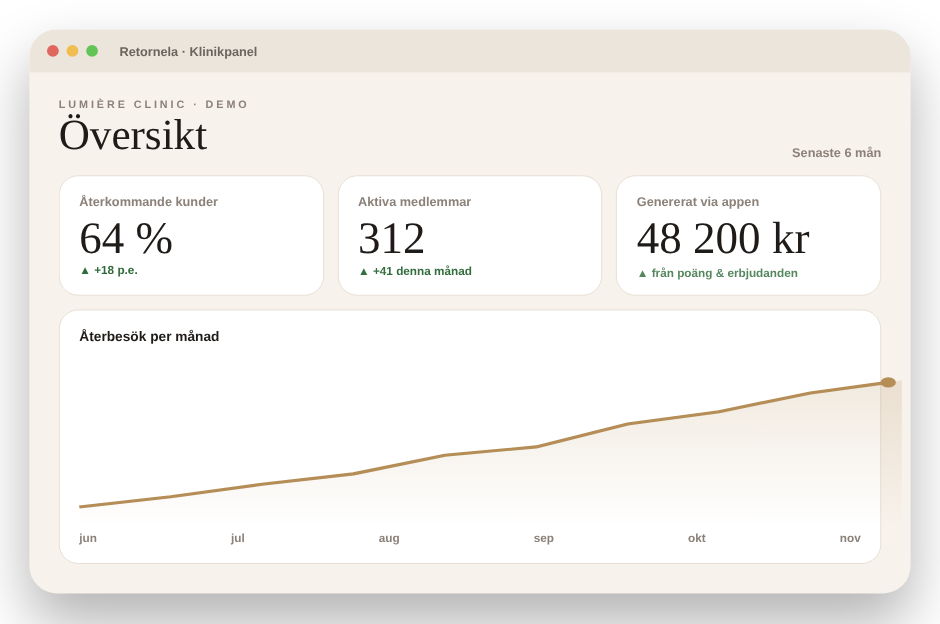 Retornela · Klinikpanel
LUMIÈRE CLINIC · DEMO
Översikt
Senaste 6 mån
Återkommande kunder
64 %
▲ +18 p.e.
Aktiva medlemmar
312
▲ +41 denna månad
Genererat via appen
48 200 kr
▲ från poäng & erbjudanden
Återbesök per månad
jun jul aug sep okt nov